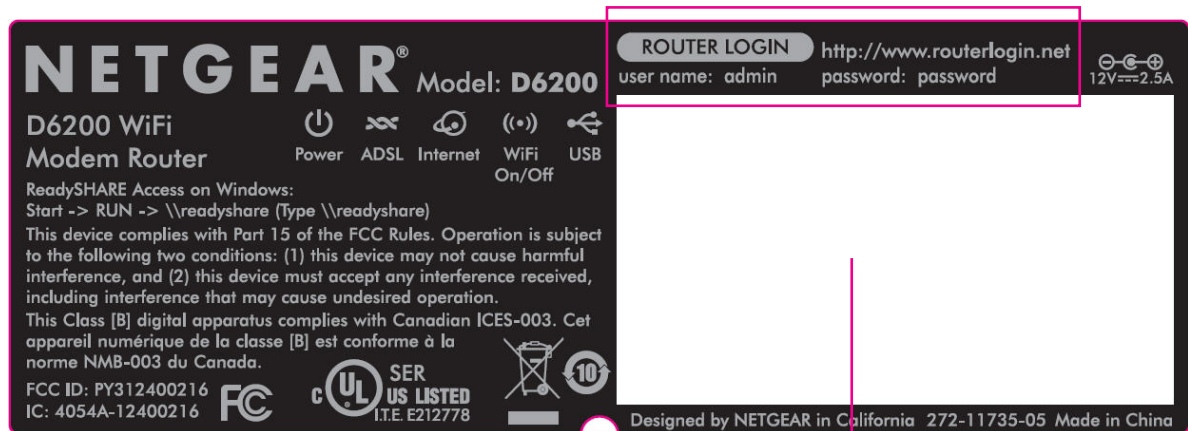 NETGEAR® Model: D6200
D6200 WiFi
Modem Router
Power ADSL Internet WiFi On/Off USB
ReadySHARE Access on Windows:
Start -> RUN -> \\readyshare (Type \\readyshare)
This device complies with Part 15 of the FCC Rules. Operation is subject
to the following two conditions: (1) this device may not cause harmful
interference, and (2) this device must accept any interference received,
including interference that may cause undesired operation.
This Class [B] digital apparatus complies with Canadian ICES-003. Cet
appareil numérique de la classe [B] est conforme à la
norme NMB-003 du Canada.
FCC ID: PY312400216
IC: 4054A-12400216
FC
C UL US LISTED
SER
I.T.E. E212778
10
ROUTER LOGIN http://www.routerlogin.net
user name: admin password: password
12V⎓2.5A
Designed by NETGEAR in California 272-11735-05 Made in China